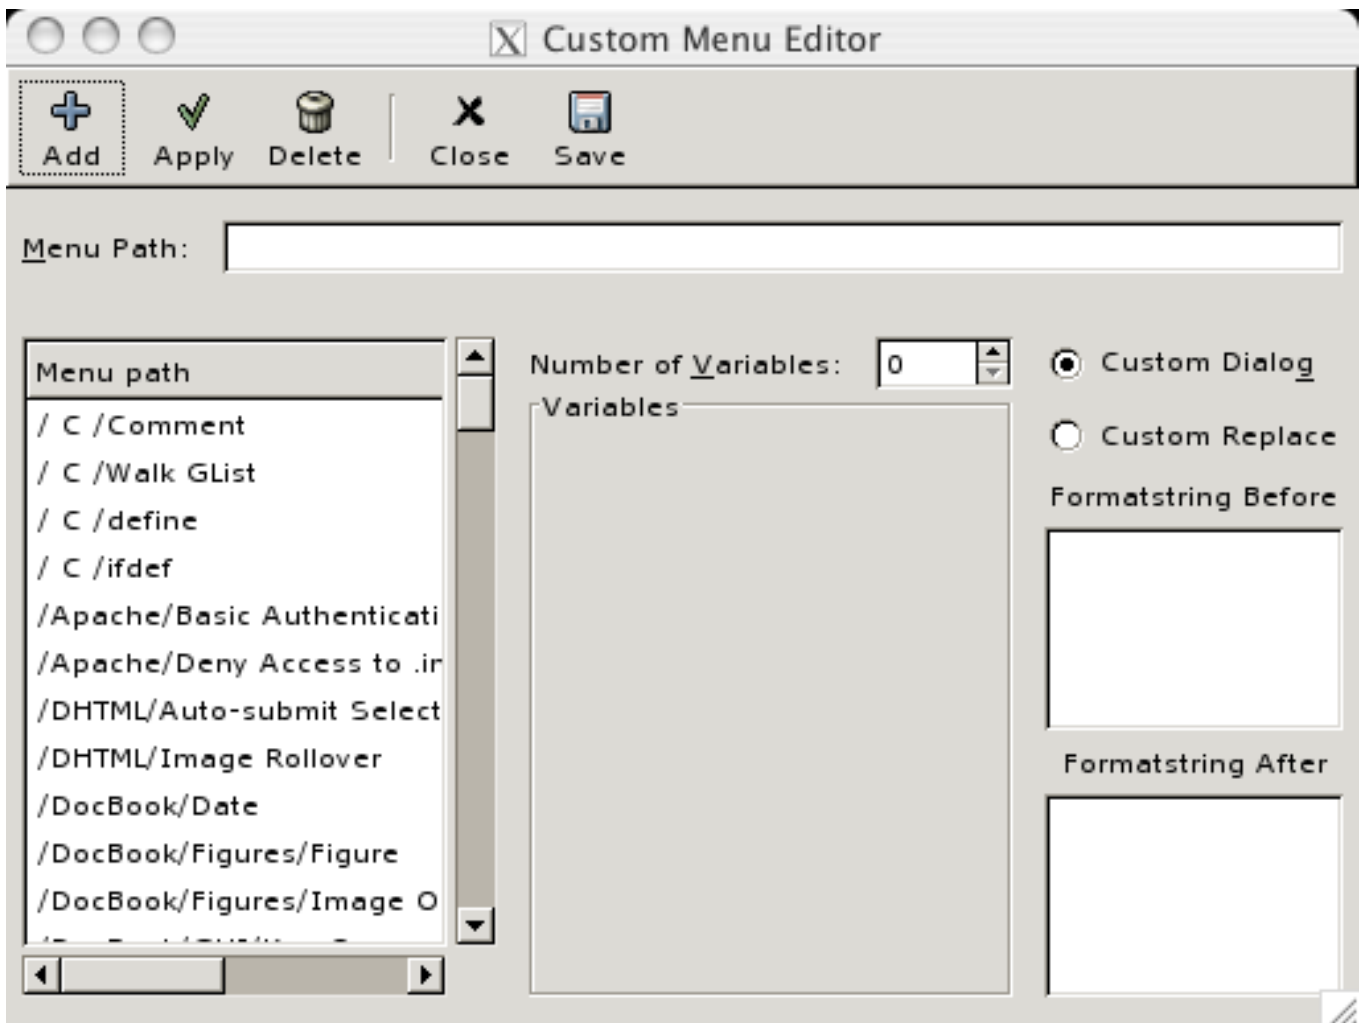 Custom Menu Editor
Add Apply Delete Close Save
Menu Path:
Menu path
/ C /Comment
/ C /Walk GList
/ C /define
/ C /ifdef
/Apache/Basic Authenticati
/Apache/Deny Access to .in
/DHTML/Auto-submit Select
/DHTML/Image Rollover
/DocBook/Date
/DocBook/Figures/Figure
/DocBook/Figures/Image O
Number of Variables: 0
Variables
Custom Dialog
Custom Replace
Formatstring Before
Formatstring After